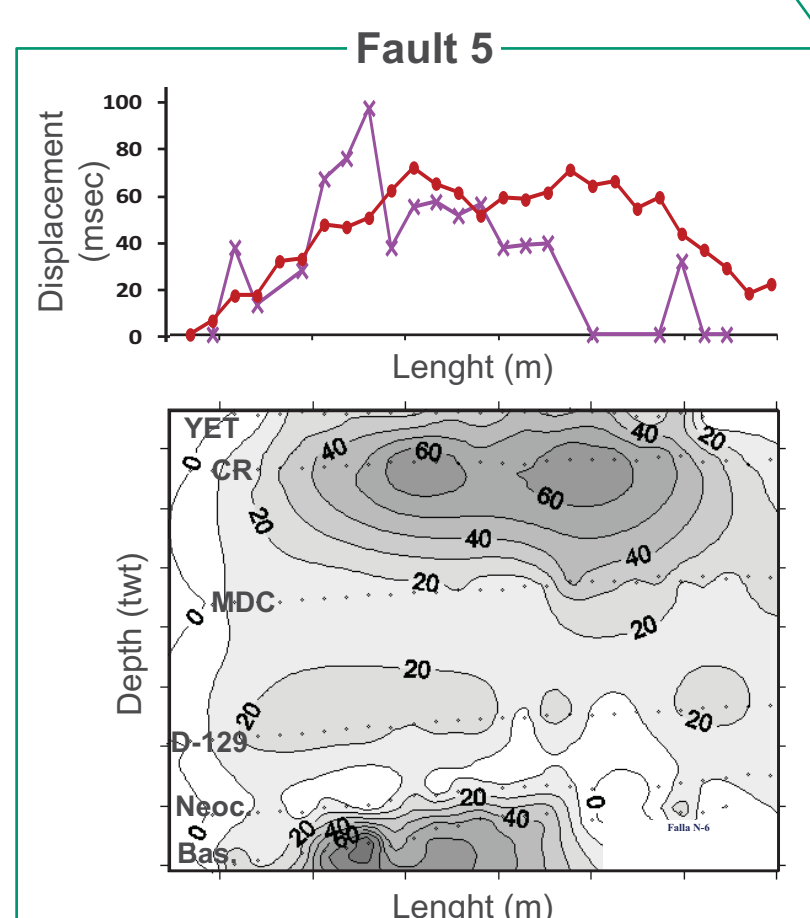 Fault 5
Displacement
(msec)
100
80
60
40
20
0
Lenght (m)
Depth (twt)
YET
CR
MDC
D-129
Neoc.
Bas.
0
40
60
40
20
60
20
40
40
20
0
20
20
20
20
0
20
40
0
20
40
60
Falla N-6
Lenght (m)